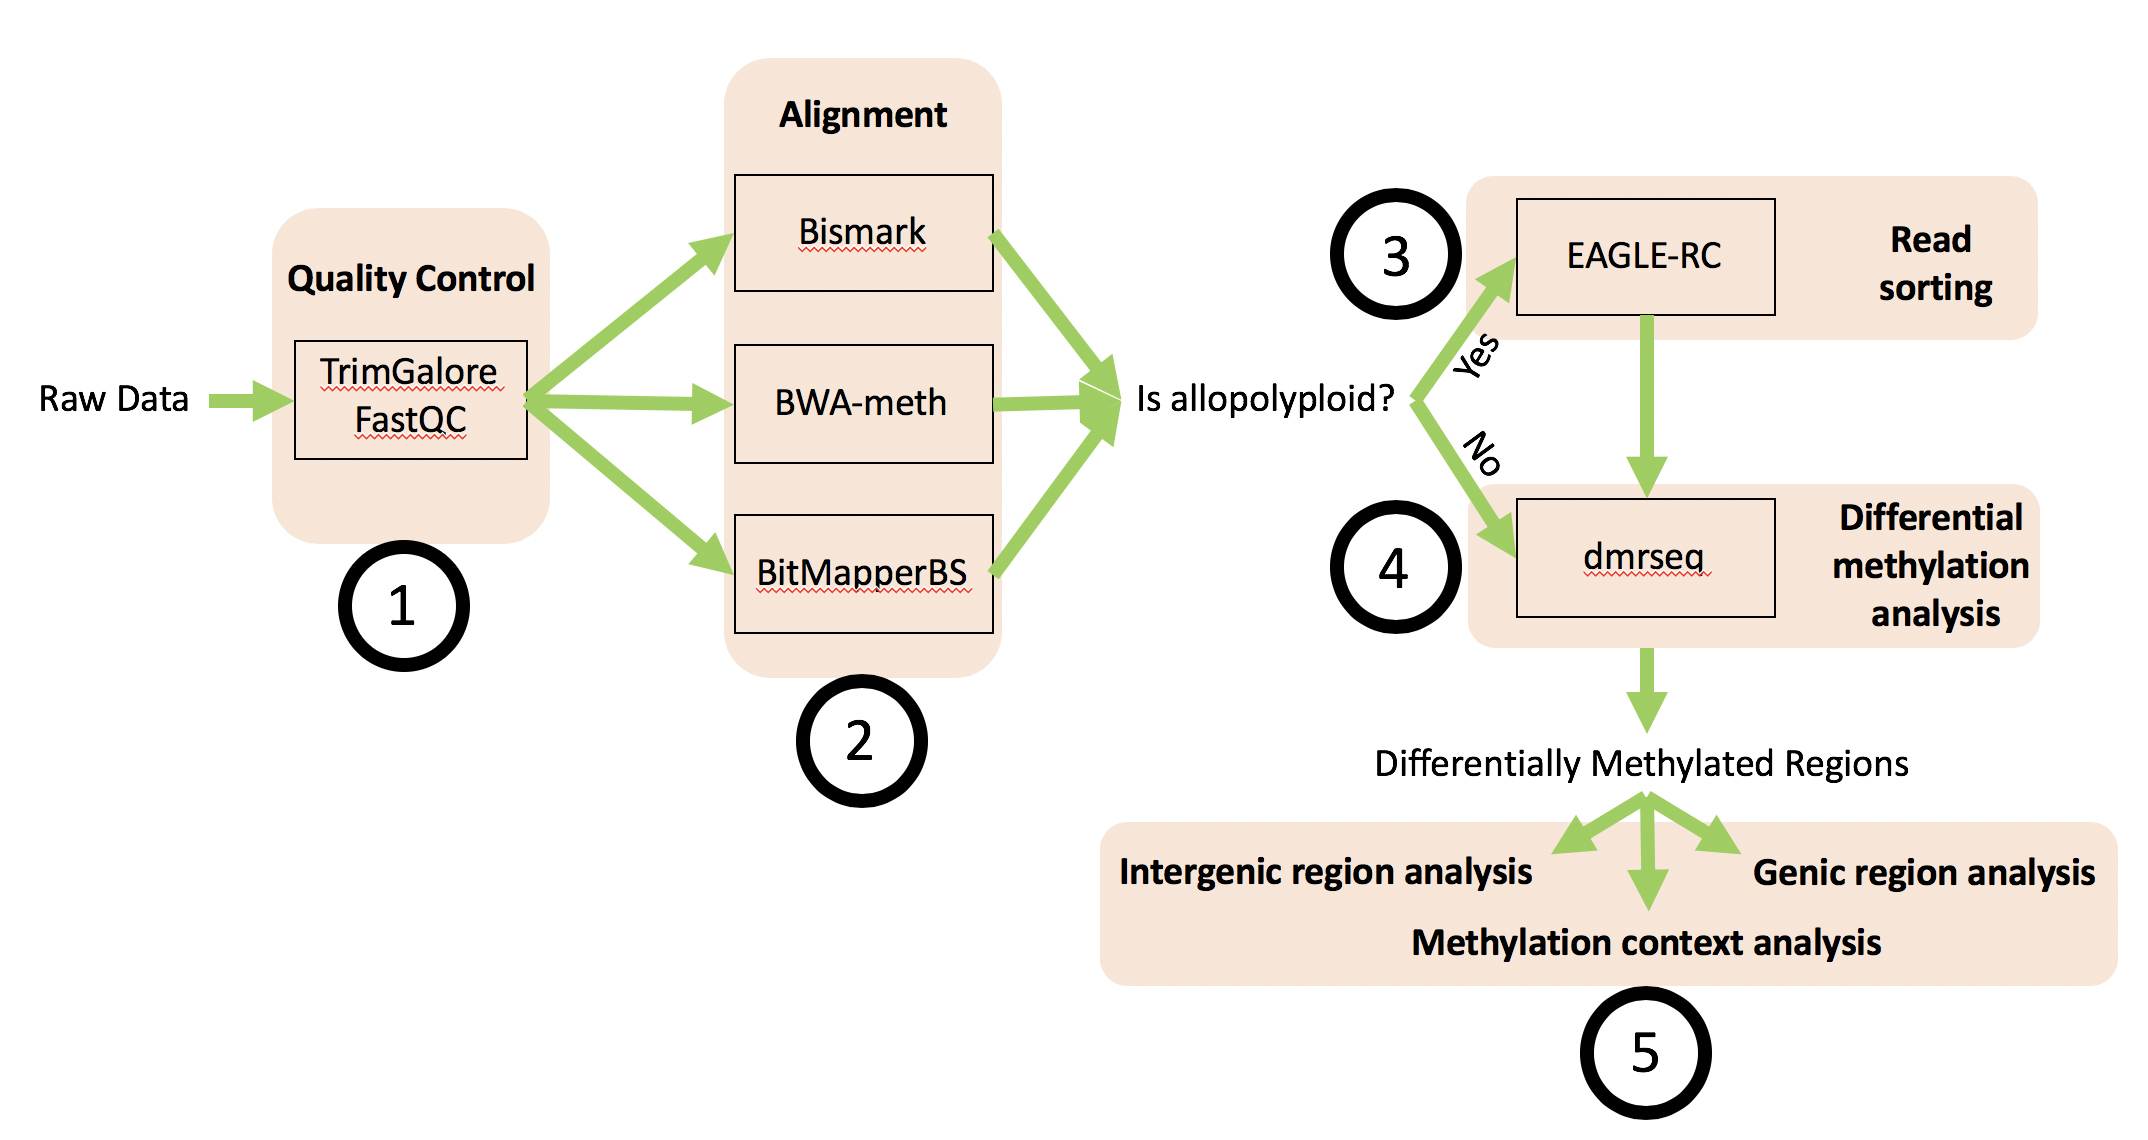 Raw Data
Quality Control
TrimGalore
FastQC
1
Alignment
Bismark
BWA-meth
BitMapperBS
2
Is allopolyploid?
Yes
No
3
EAGLE-RC
Read
sorting
4
dmrseq
Differential
methylation
analysis
Differentially Methylated Regions
Intergenic region analysis
Genic region analysis
Methylation context analysis
5